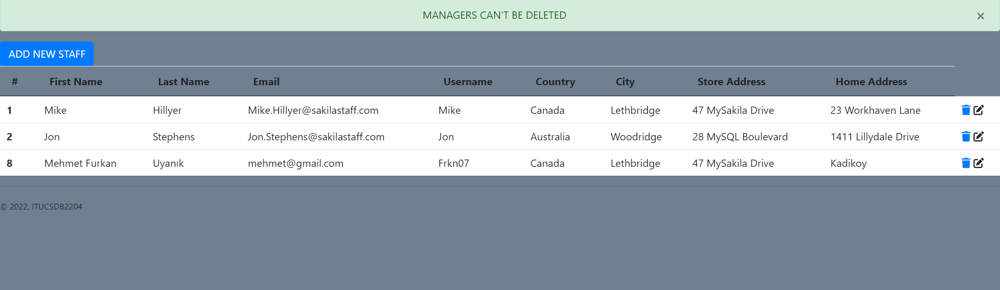 MANAGERS CAN'T BE DELETED ×
ADD NEW STAFF
# First Name Last Name Email Username Country City Store Address Home Address
1 Mike Hillyer Mike.Hillyer@sakilastaff.com Mike Canada Lethbridge 47 MySakila Drive 23 Workhaven Lane
2 Jon Stephens Jon.Stephens@sakilastaff.com Jon Australia Woodridge 28 MySQL Boulevard 1411 Lillydale Drive
8 Mehmet Furkan Uyanık mehmet@gmail.com Frkn07 Canada Lethbridge 47 MySakila Drive Kadikoy
© 2022, ITUCSDB2204